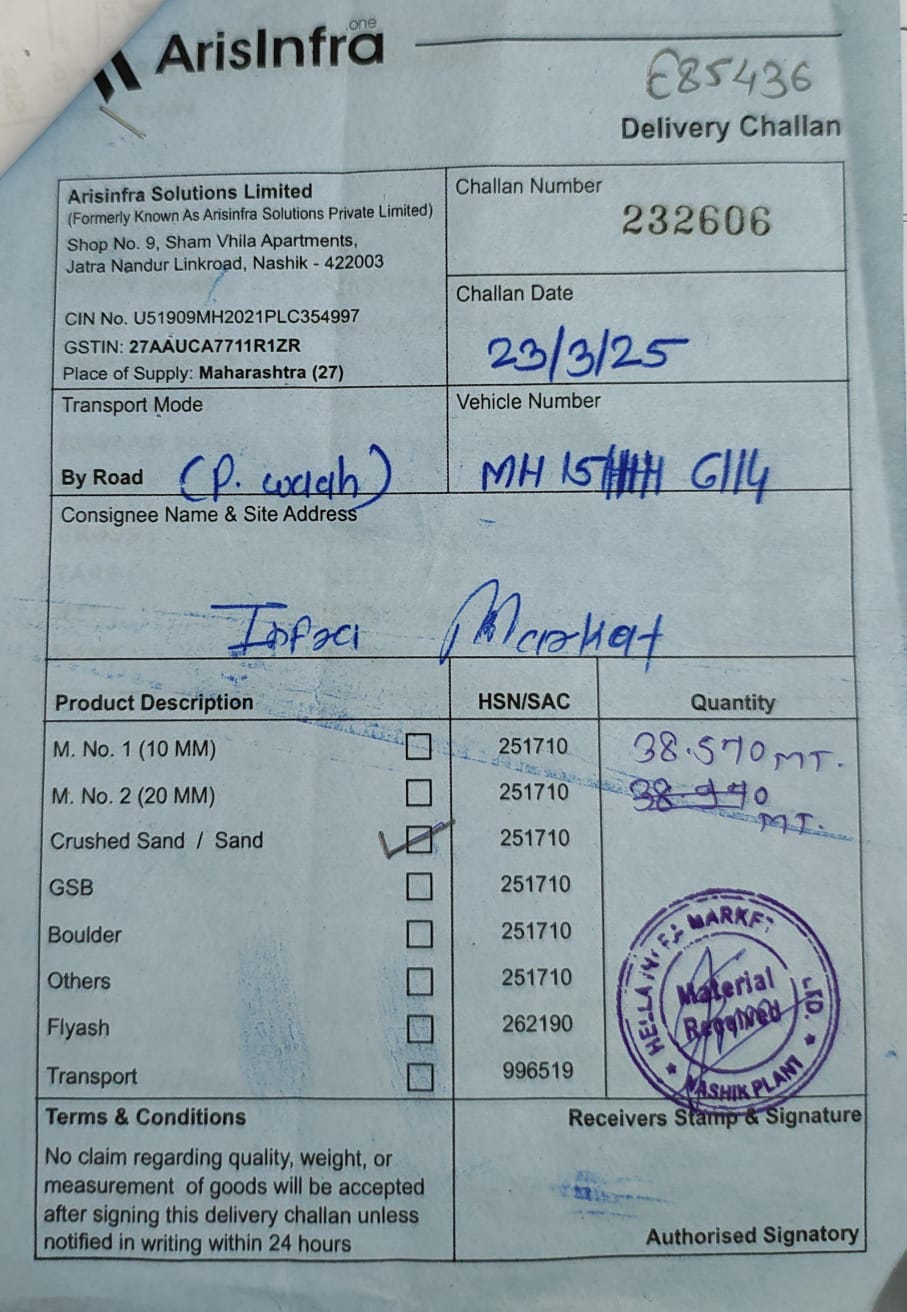 ArisInfra.one
E85436
Delivery Challan
Arisinfra Solutions Limited
(Formerly Known As Arisinfra Solutions Private Limited)
Shop No. 9, Sham Vhila Apartments,
Jatra Nandur Linkroad, Nashik - 422003
CIN No. U51909MH2021PLC354997
GSTIN: 27AAUCA7711R1ZR
Place of Supply: Maharashtra (27)
Challan Number
232606
Challan Date
23/3/25
Transport Mode
By Road (P. wagh)
Vehicle Number
MH 15 6114
Consignee Name & Site Address
Infra Market
Product Description HSN/SAC Quantity
M. No. 1 (10 MM) 251710 38.570 MT.
M. No. 2 (20 MM) 251710 38.970
MT.
Crushed Sand / Sand 251710
GSB 251710
Boulder 251710
Others 251710
Flyash 262190
Transport 996519
HELLA INFRA MARKET LTD.
Material
Received
NASHIK PLANT
Terms & Conditions
No claim regarding quality, weight, or
measurement of goods will be accepted
after signing this delivery challan unless
notified in writing within 24 hours
Receivers Stamp & Signature
Authorised Signatory